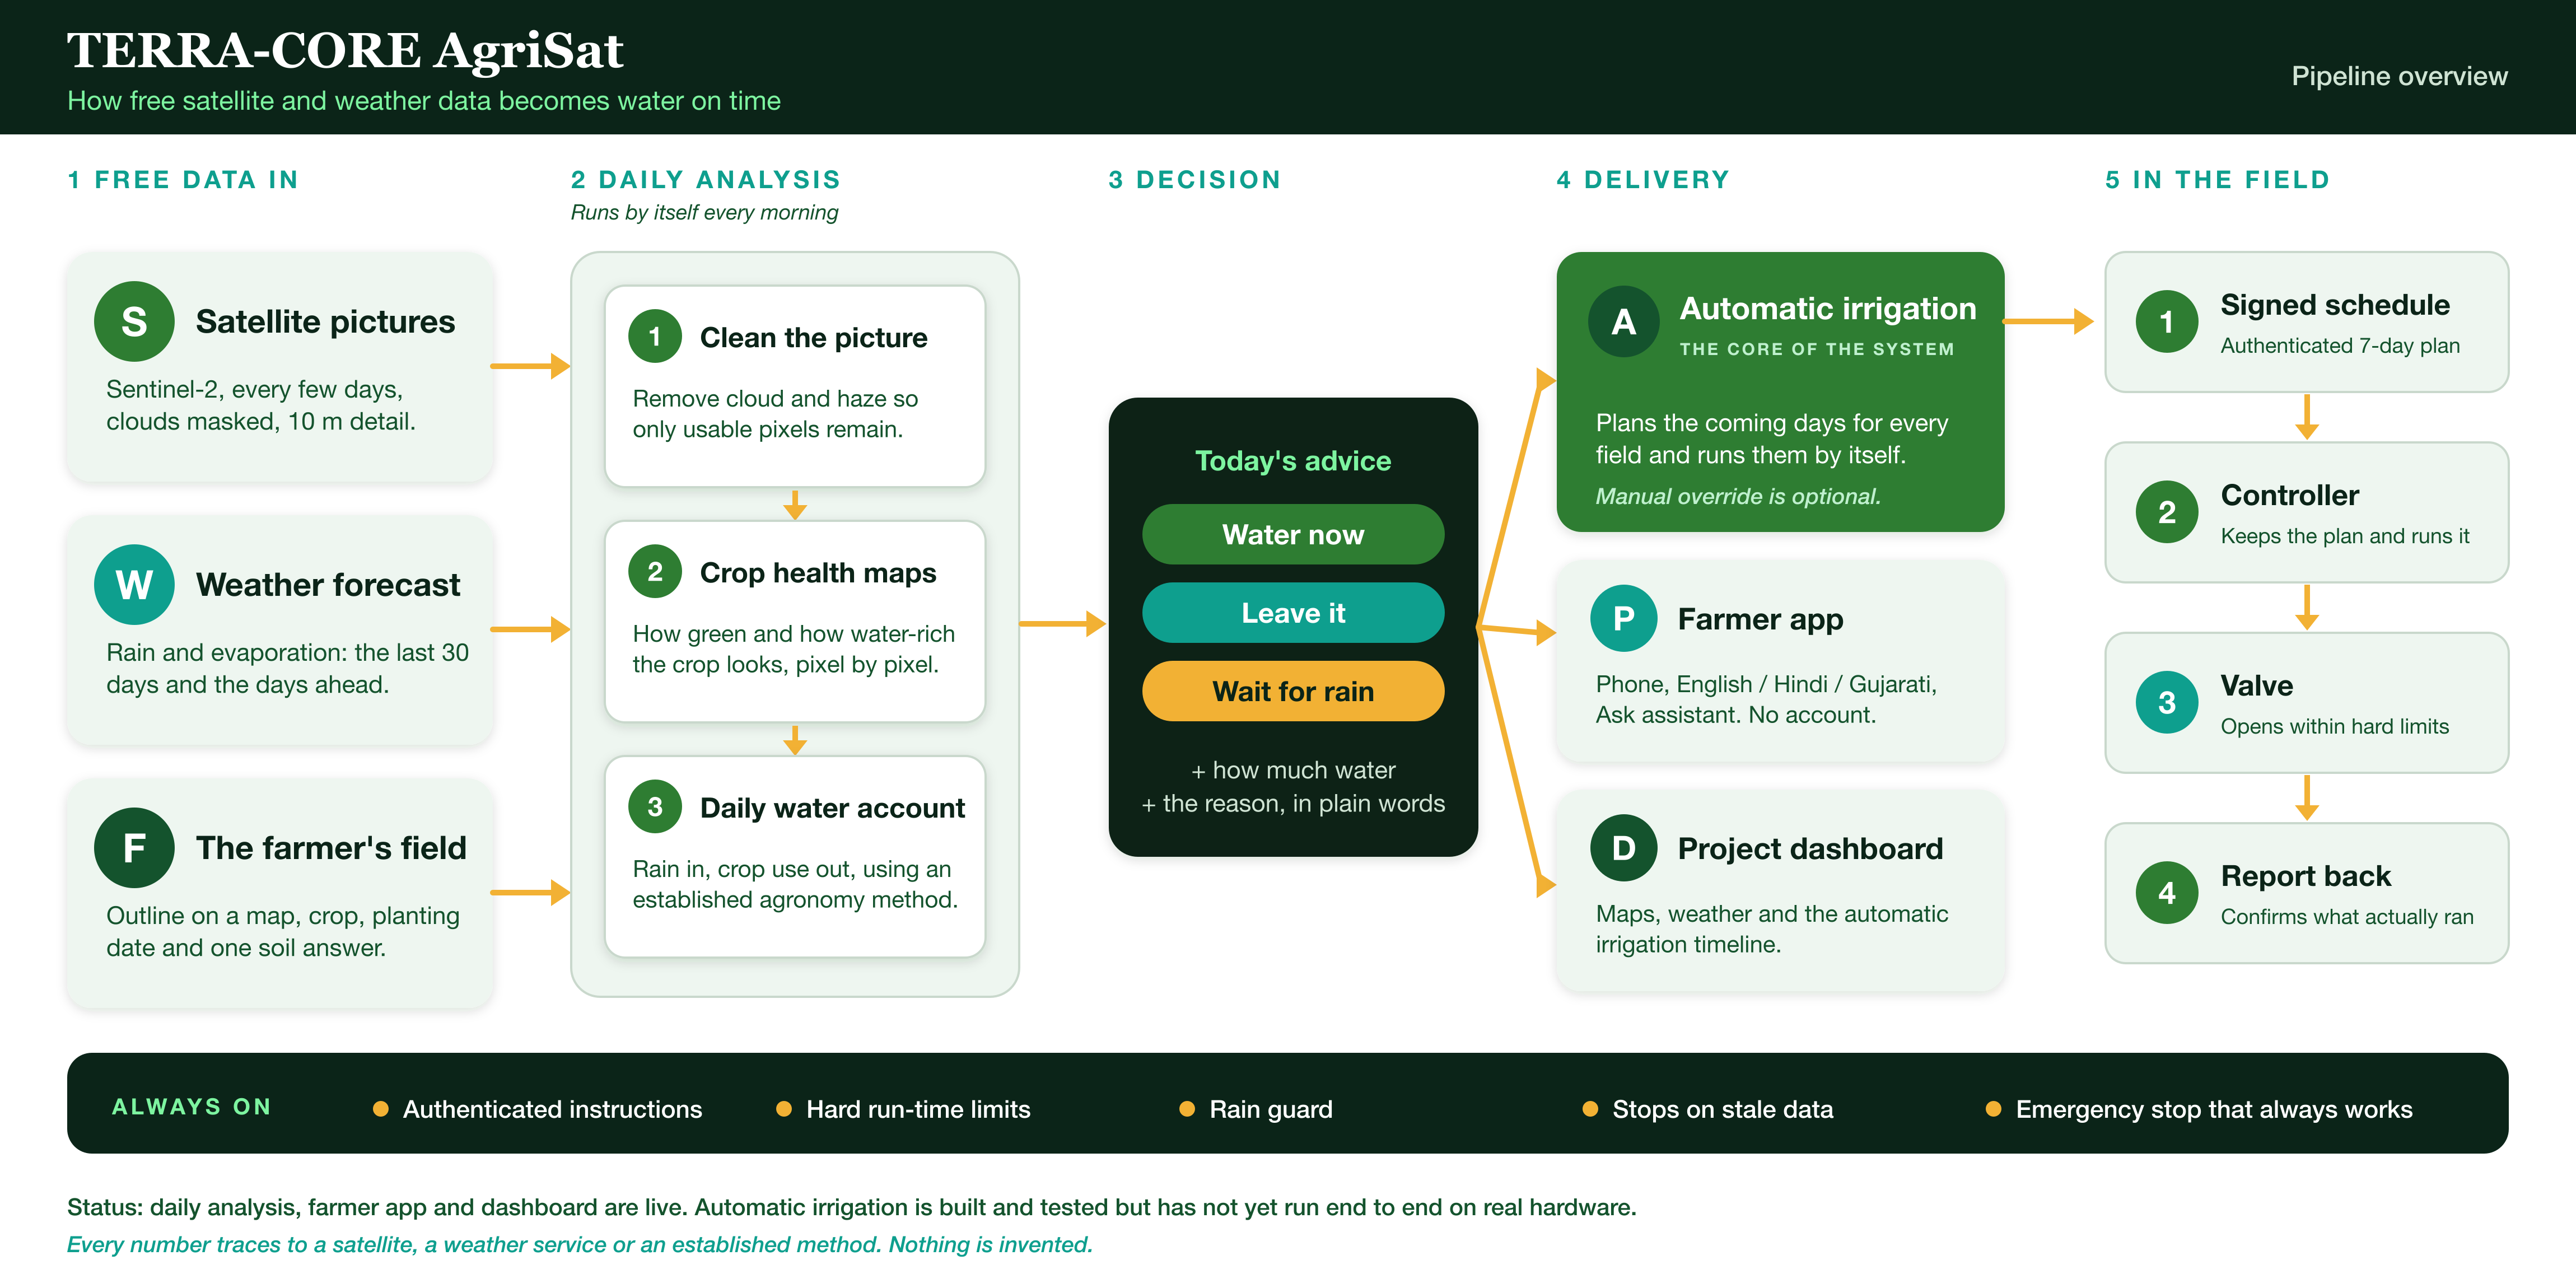 TERRA-CORE AgriSat
How free satellite and weather data becomes water on time
Pipeline overview
1 FREE DATA IN
S
Satellite pictures
Sentinel-2, every few days,
clouds masked, 10 m detail.
W
Weather forecast
Rain and evaporation: the last 30
days and the days ahead.
F
The farmer's field
Outline on a map, crop, planting
date and one soil answer.
2 DAILY ANALYSIS
Runs by itself every morning
1
Clean the picture
Remove cloud and haze so
only usable pixels remain.
2
Crop health maps
How green and how water-rich
the crop looks, pixel by pixel.
3
Daily water account
Rain in, crop use out, using an
established agronomy method.
3 DECISION
Today's advice
Water now
Leave it
Wait for rain
+ how much water
+ the reason, in plain words
4 DELIVERY
A
Automatic irrigation
THE CORE OF THE SYSTEM
Plans the coming days for every
field and runs them by itself.
Manual override is optional.
P
Farmer app
Phone, English / Hindi / Gujarati,
Ask assistant. No account.
D
Project dashboard
Maps, weather and the automatic
irrigation timeline.
5 IN THE FIELD
1
Signed schedule
Authenticated 7-day plan
2
Controller
Keeps the plan and runs it
3
Valve
Opens within hard limits
4
Report back
Confirms what actually ran
ALWAYS ON
Authenticated instructions
Hard run-time limits
Rain guard
Stops on stale data
Emergency stop that always works
Status: daily analysis, farmer app and dashboard are live. Automatic irrigation is built and tested but has not yet run end to end on real hardware.
Every number traces to a satellite, a weather service or an established method. Nothing is invented.